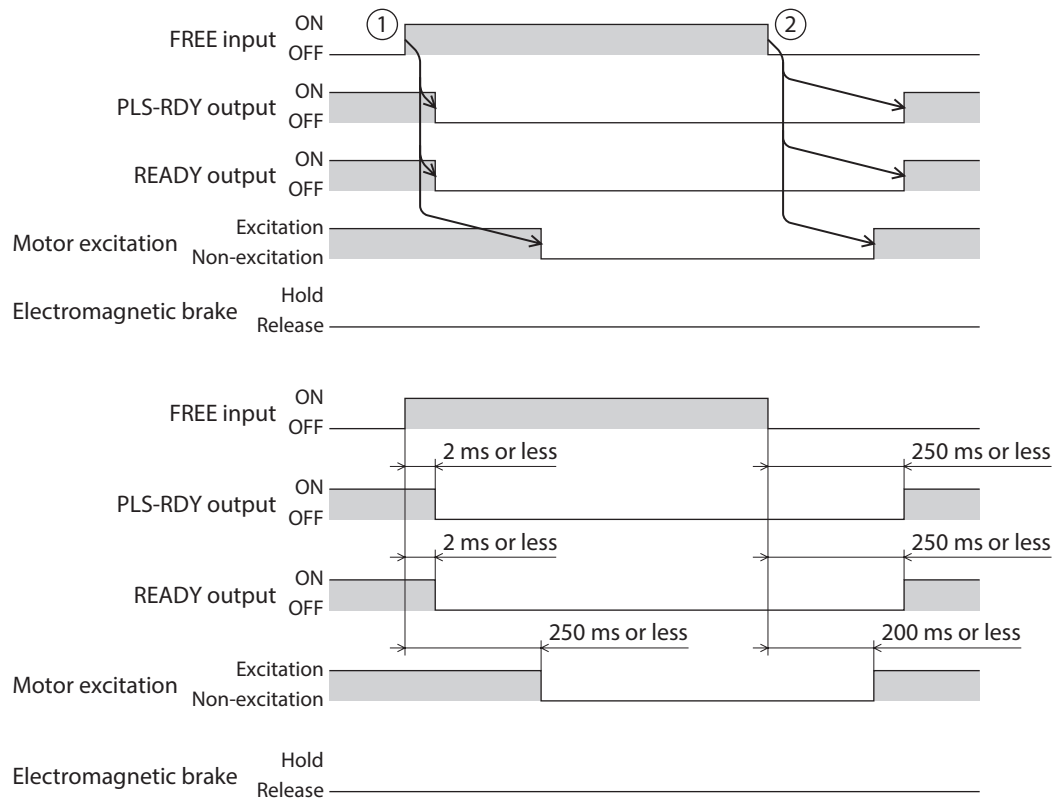 1
2
FREE input
ON
OFF
PLS-RDY output
ON
OFF
READY output
ON
OFF
Motor excitation
Excitation
Non-excitation
Electromagnetic brake
Hold
Release
FREE input
ON
OFF
2 ms or less
250 ms or less
PLS-RDY output
ON
OFF
2 ms or less
250 ms or less
READY output
ON
OFF
250 ms or less
200 ms or less
Motor excitation
Excitation
Non-excitation
Electromagnetic brake
Hold
Release